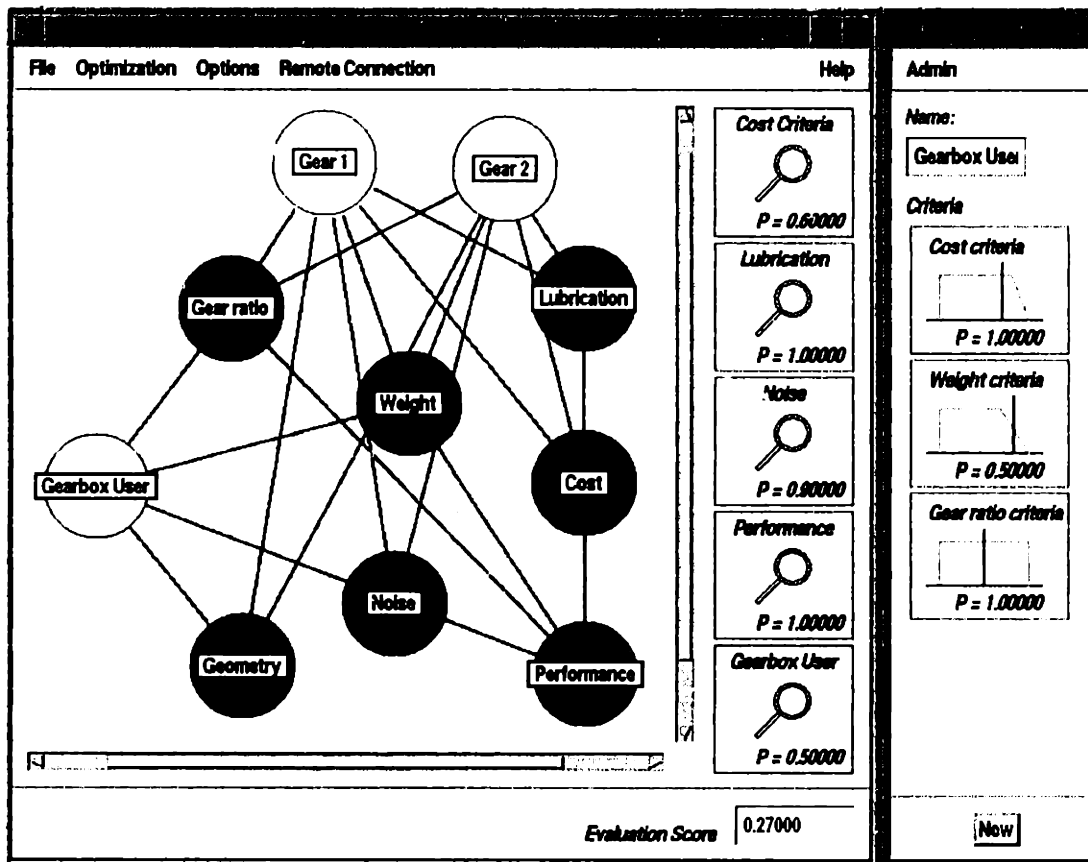 File Optimization Options Remote Connection Help
Gear 1
Gear 2
Gear ratio
Lubrication
Weight
Gearbox User
Cost
Noise
Geometry
Performance
Cost Criteria
P = 0.60000
Lubrication
P = 1.00000
Noise
P = 0.90000
Performance
P = 1.00000
Gearbox User
P = 0.50000
Evaluation Score 0.27000
Admin
Name:
Gearbox User
Criteria
Cost criteria
P = 1.00000
Weight criteria
P = 0.50000
Gear ratio criteria
P = 1.00000
New